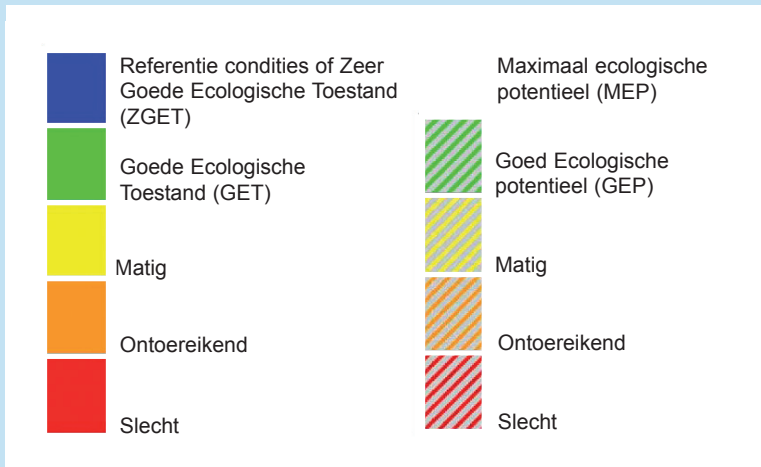 Referentie condities of Zeer
Goede Ecologische Toestand
(ZGET)
Goede Ecologische
Toestand (GET)
Matig
Ontoereikend
Slecht
Maximaal ecologische
potentieel (MEP)
Goed Ecologische
potentieel (GEP)
Matig
Ontoereikend
Slecht